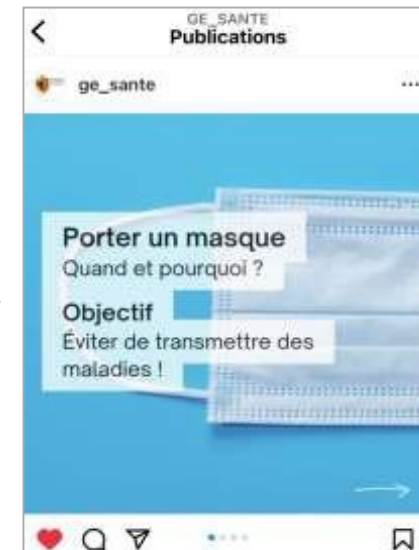 GE_SANTE
Publications
ge_sante
Porter un masque
Quand et pourquoi ?
Objectif
Éviter de transmettre des
maladies !